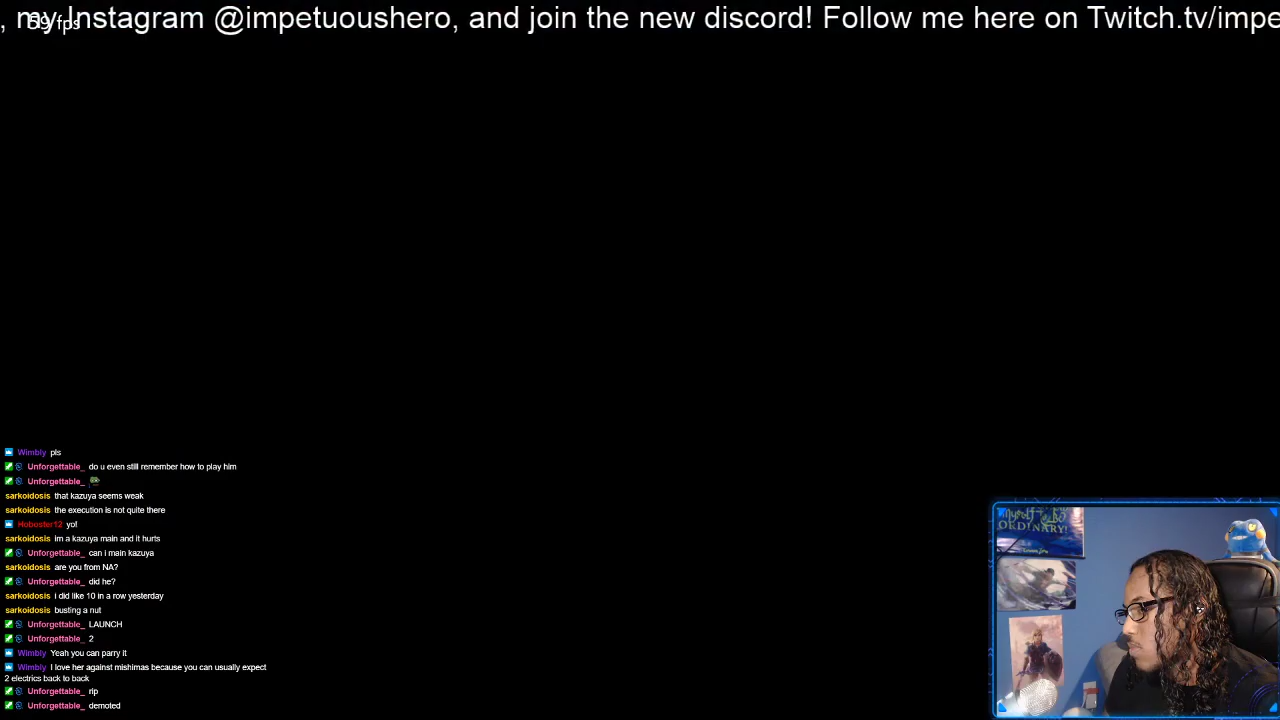 , my Instagram @impetuoushero, and join the new discord! Follow me here on Twitch.tv/impe
59 fps
Wimbly pls
Unforgettable_ do u even still remember how to play him
Unforgettable_
sarkoidosis that kazuya seems weak
sarkoidosis the execution is not quite there
Hoboster12 yo!
sarkoidosis im a kazuya main and it hurts
Unforgettable_ can i main kazuya
sarkoidosis are you from NA?
Unforgettable_ did he?
sarkoidosis i did like 10 in a row yesterday
sarkoidosis busting a nut
Unforgettable_ LAUNCH
Unforgettable_ 2
Wimbly Yeah you can parry it
Wimbly I love her against mishimas because you can usually expect
2 electrics back to back
Unforgettable_ rip
Unforgettable_ demoted
ORDINARY!